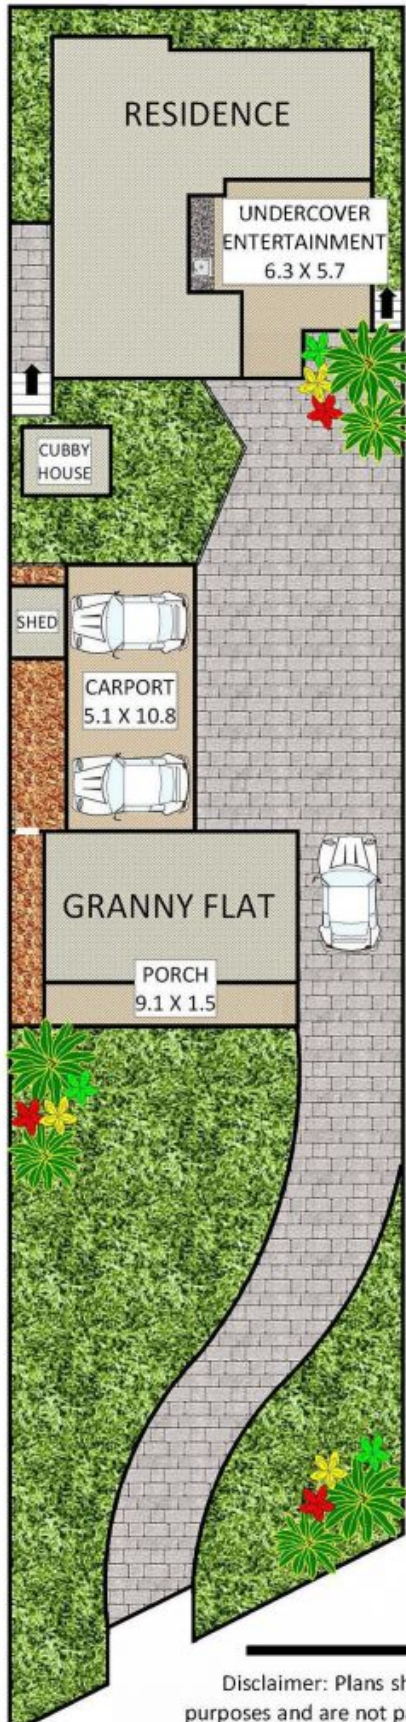 RESIDENCE
UNDERCOVER
ENTERTAINMENT
6.3 X 5.7
CUBBY
HOUSE
SHED
CARPORT
5.1 X 10.8
GRANNY FLAT
PORCH
9.1 X 1.5
Disclaimer: Plans sh
purposes and are not p